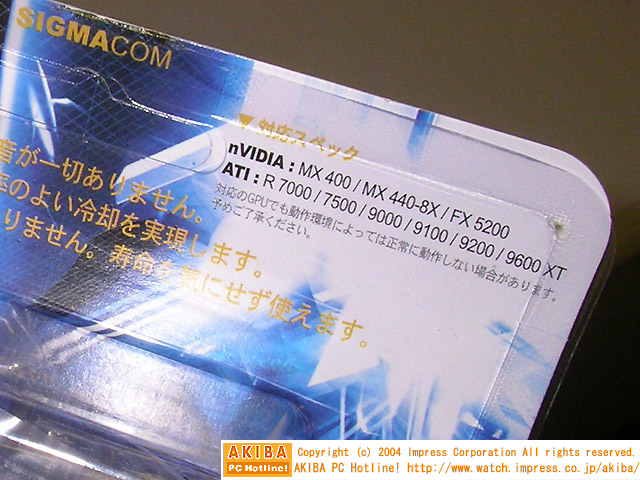 SIGMACOM
▼対応スペック
nVIDIA : MX 400 / MX 440-8X / FX 5200
ATI : R 7000 / 7500 / 9000 / 9100 / 9200 / 9600 XT
対応のGPUでも動作環境によっては正常に動作しない場合があります。
予めご了承ください。
音が一切ありません。
のよい冷却を実現します。
りません。寿命を気にせず使えます。
AKIBA
PC Hotline!
Copyright (c) 2004 Impress Corporation All rights reserved.
AKIBA PC Hotline! http://www.watch.impress.co.jp/akiba/